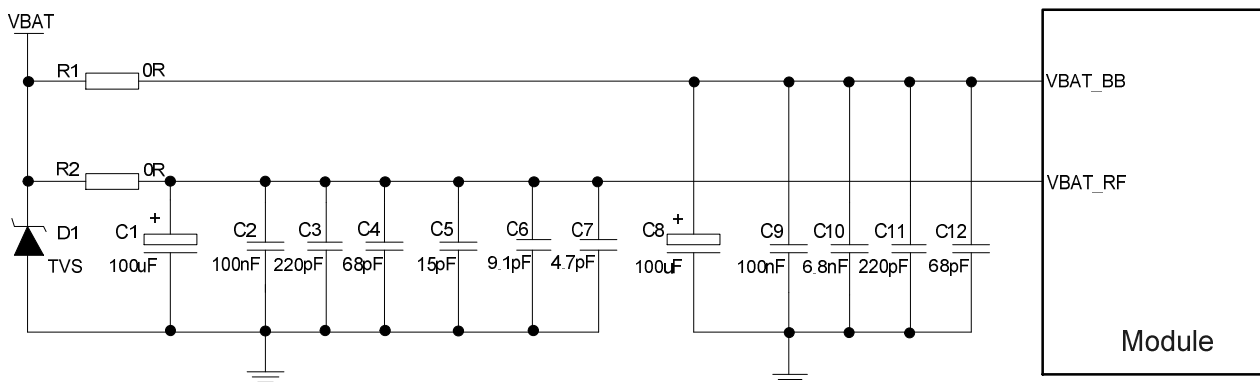 VBAT
R1 0R
VBAT_BB
R2 0R
VBAT_RF
D1
TVS
C1
+
100uF
C2
100nF
C3
220pF
C4
68pF
C5
15pF
C6
9.1pF
C7
4.7pF
C8
+
100uF
C9
100nF
C10
6.8nF
C11
220pF
C12
68pF
Module